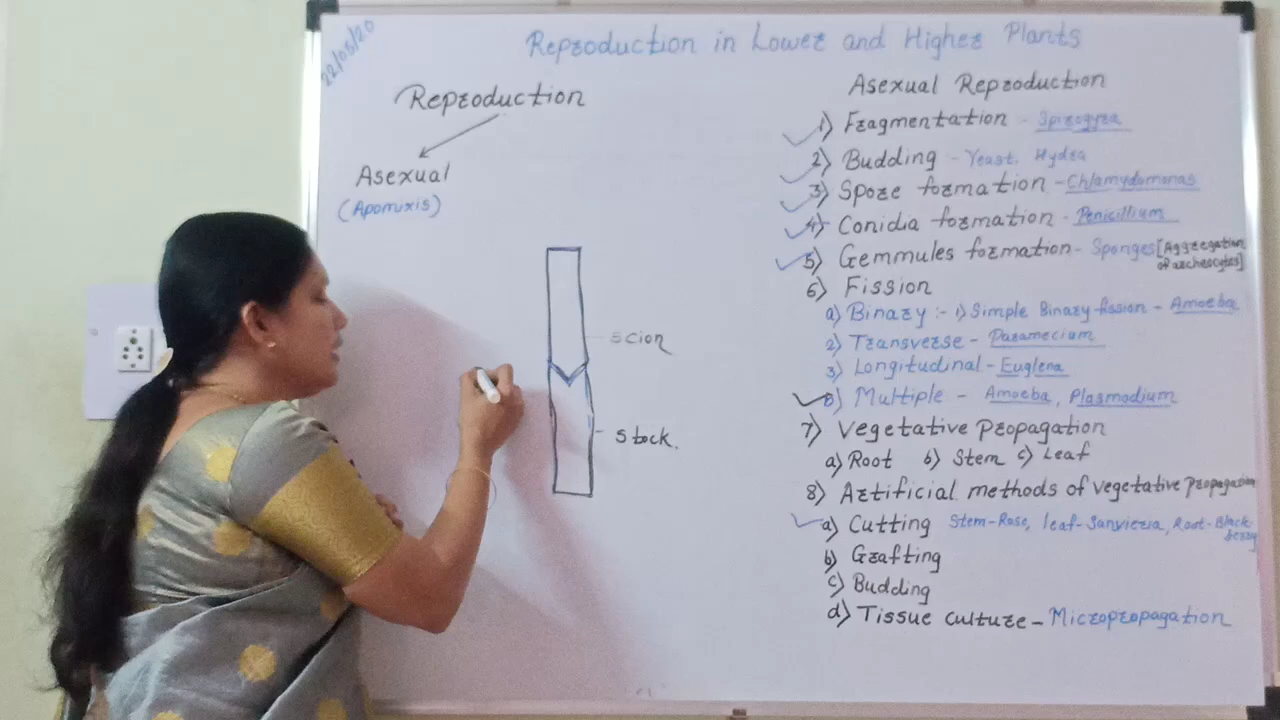 22/05/20
Reproduction in Lower and Higher Plants
Reproduction
Asexual
(Apomixis)
scion
stock.
Asexual Reproduction
1) Fragmentation - Spirogyra
2) Budding - Yeast. Hydra
3) Spore formation - Chlamydomonas
4) Conidia formation - Penicillium
5) Gemmules formation - Sponges [Aggregation of archeocytes]
6) Fission
a) Binary :- 1) Simple Binary fission - Amoeba
2) Transverse - Paramecium
3) Longitudinal - Euglena
B) Multiple - Amoeba, Plasmodium
7) Vegetative Propagation
a) Root b) Stem c) Leaf
8) Artificial methods of vegetative propagation
a) Cutting Stem-Rose, leaf-Sanvieria, Root-Black berry
b) Grafting
c) Budding
d) Tissue culture - Micropropagation